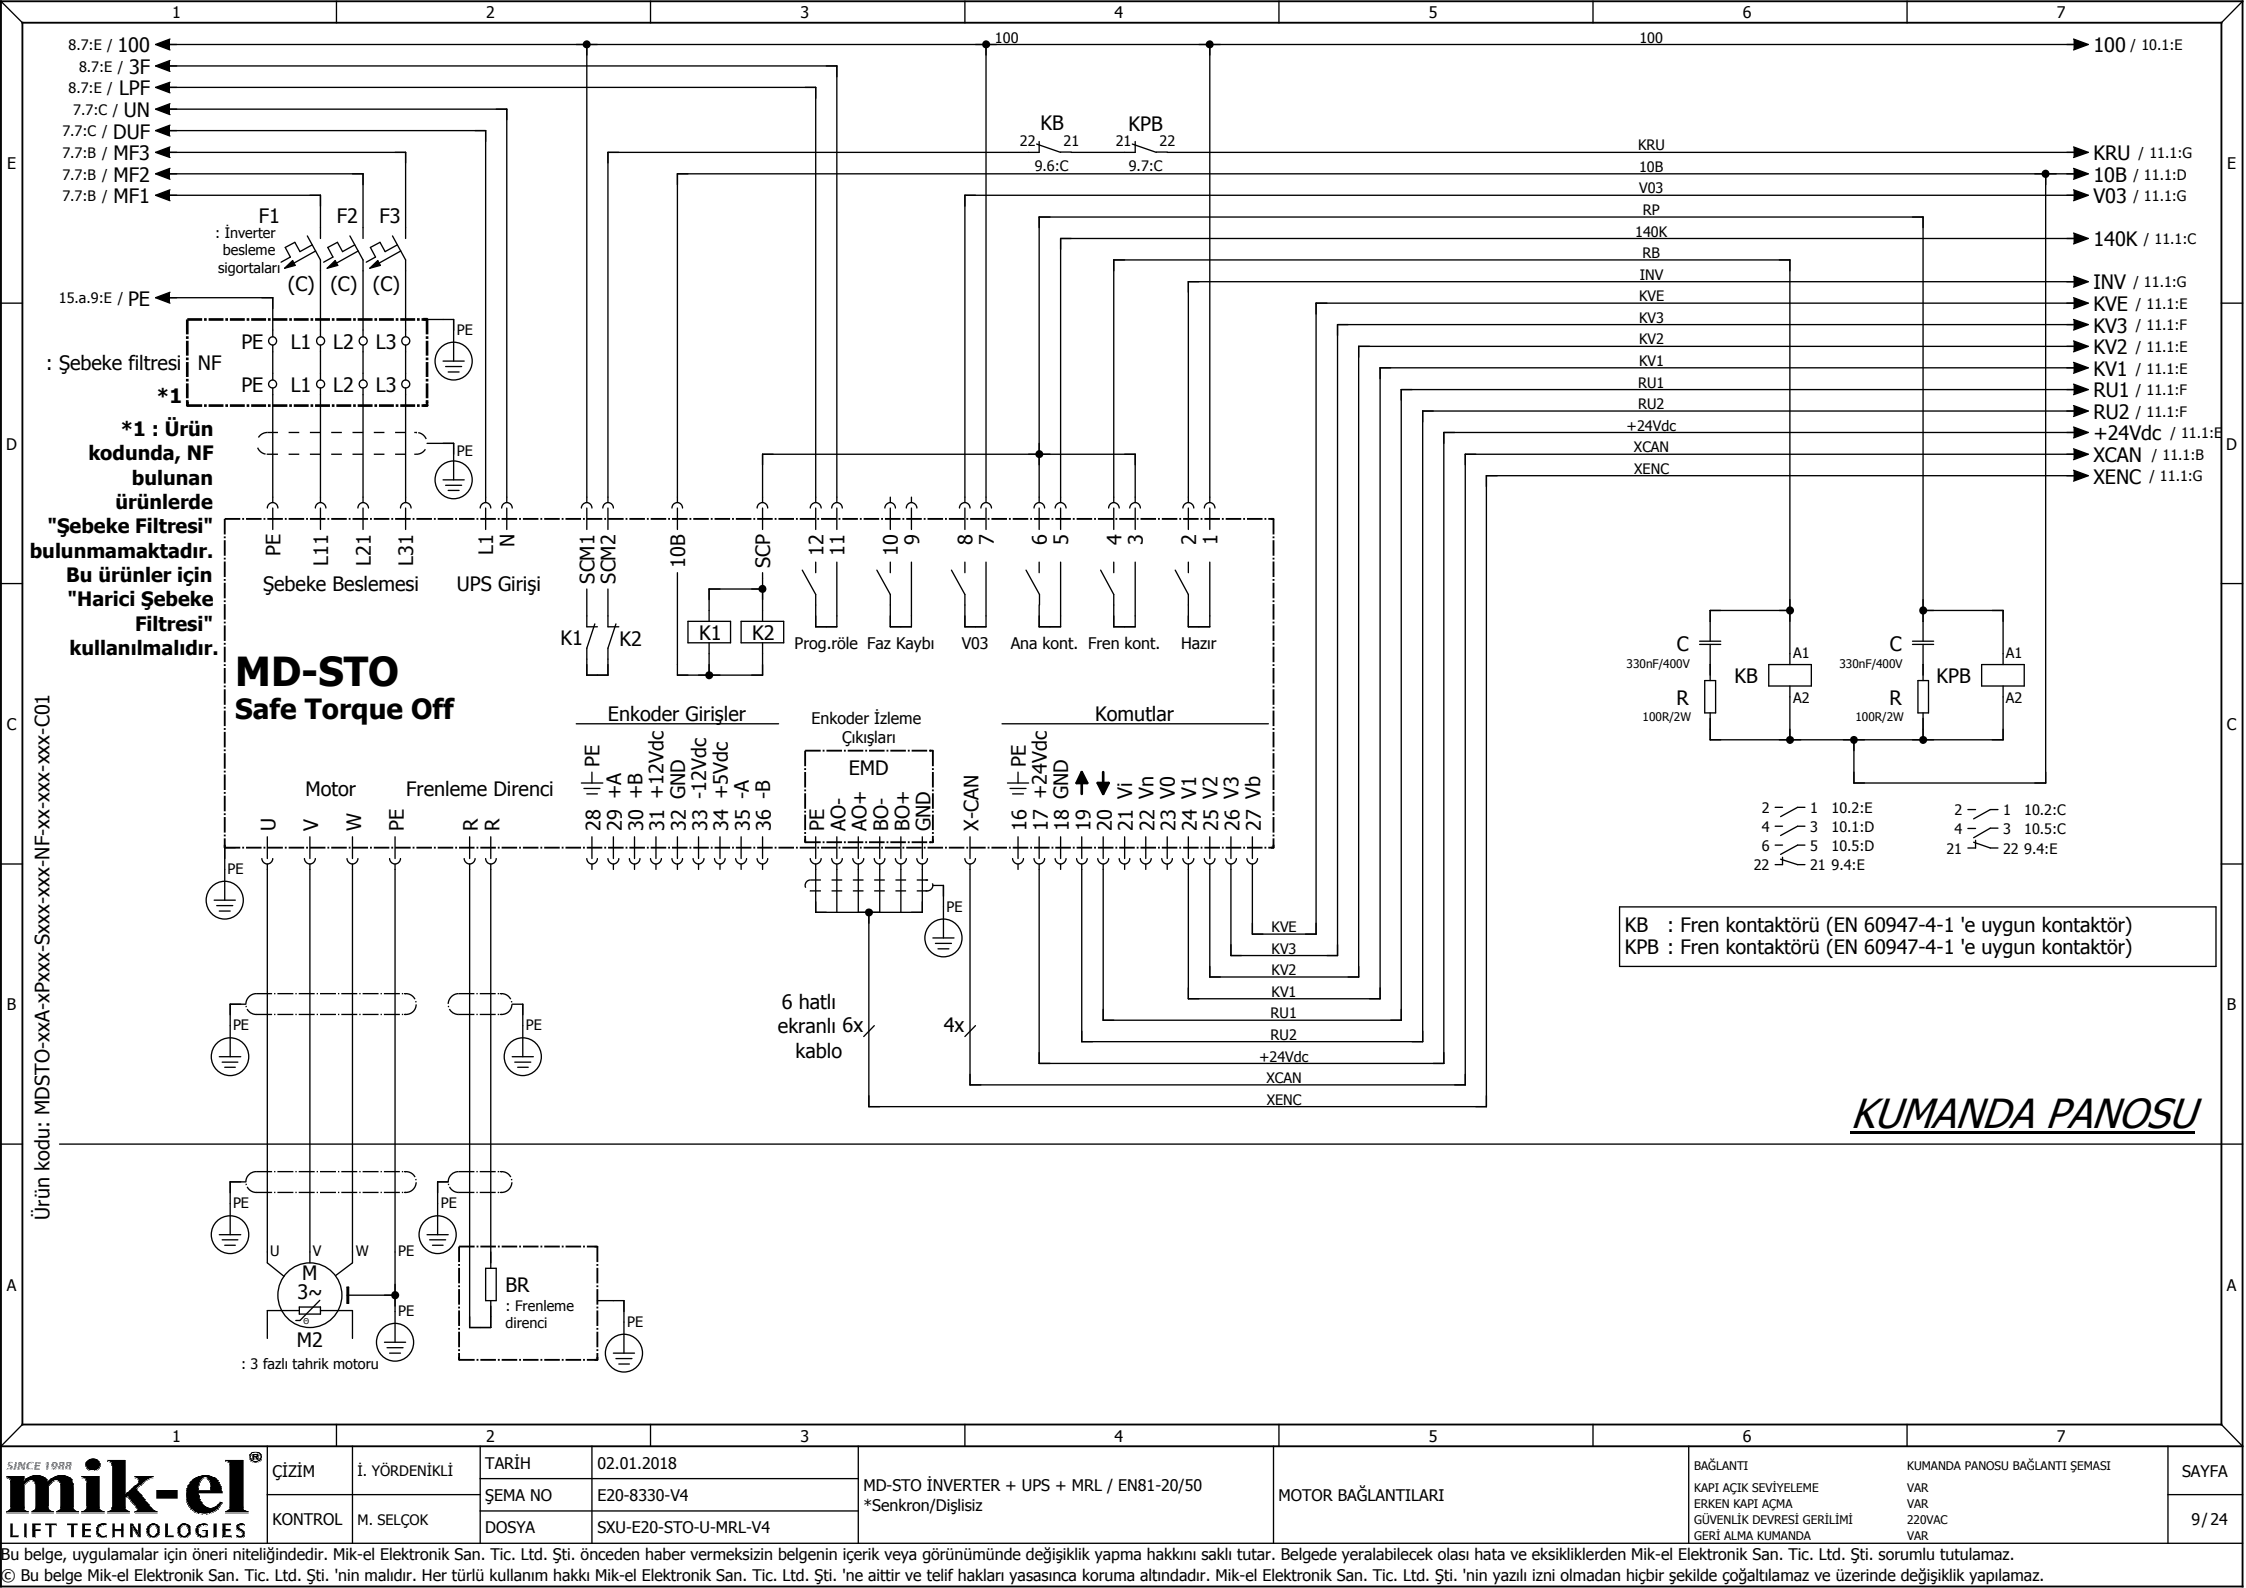 1 2 3 4 5 6 7
8.7:E / 100
8.7:E / 3F
8.7:E / LPF
7.7:C / UN
7.7:C / DUF
7.7:B / MF3
7.7:B / MF2
7.7:B / MF1
100
100
100 / 10.1:E
KB
22 21
9.6:C
KPB
21 22
9.7:C
KRU
KRU / 11.1:G
10B
10B / 11.1:D
V03
V03 / 11.1:G
RP
140K
140K / 11.1:C
RB
INV
INV / 11.1:G
KVE
KVE / 11.1:E
KV3
KV3 / 11.1:F
KV2
KV2 / 11.1:E
KV1
KV1 / 11.1:E
RU1
RU1 / 11.1:F
RU2
RU2 / 11.1:F
+24Vdc
+24Vdc / 11.1:E
XCAN
XCAN / 11.1:B
XENC
XENC / 11.1:G
E
E
F1 F2 F3
: İnverter
besleme
sigortaları
(C) (C) (C)
15.a.9:E / PE
PE L1 L2 L3
PE
: Şebeke filtresi
NF
PE L1 L2 L3
*1
*1 : Ürün
kodunda, NF
bulunan
ürünlerde
"Şebeke Filtresi"
bulunmamaktadır.
Bu ürünler için
"Harici Şebeke
Filtresi"
kullanılmalıdır.
PE
D
D
PE L11 L21 L31
L1 N
SCM1 SCM2
10B
SCP
12 11
10 9
8 7
6 5
4 3
2 1
Şebeke Beslemesi
UPS Girişi
K1 K2
K1 K2
Prog.röle
Faz Kaybı
V03
Ana kont.
Fren kont.
Hazır
MD-STO
Safe Torque Off
Enkoder Girişler
28 PE
29 +A
30 +B
31 +12Vdc
32 GND
33 -12Vdc
34 +5Vdc
35 -A
36 -B
Enkoder İzleme
Çıkışları
EMD
PE
AO-
AO+
BO-
BO+
GND
X-CAN
Komutlar
16 PE
17 +24Vdc
18 GND
19
20
21 Vi
22 Vn
23 V0
24 V1
25 V2
26 V3
27 Vb
Motor
Frenleme Direnci
U V W PE
R R
PE
C
330nF/400V
R
100R/2W
KB
A1
A2
C
330nF/400V
R
100R/2W
KPB
A1
A2
C
C
2 1 10.2:E
4 3 10.1:D
6 5 10.5:D
22 21 9.4:E
2 1 10.2:C
4 3 10.5:C
21 22 9.4:E
KB : Fren kontaktörü (EN 60947-4-1 'e uygun kontaktör)
KPB : Fren kontaktörü (EN 60947-4-1 'e uygun kontaktör)
PE
KVE
KV3
KV2
KV1
RU1
RU2
+24Vdc
XCAN
XENC
6 hatlı
ekranlı 6x
kablo
4x
PE
PE
B
B
KUMANDA PANOSU
Ürün kodu: MDSTO-xxA-xPxxx-Sxxx-xxx-NF-xx-xxx-xxx-C01
PE
PE
U V W PE
M
3~
M2
PE
: 3 fazlı tahrik motoru
BR
: Frenleme
direnci
PE
A
A
1 2 3 4 5 6 7
SINCE 1988
mik-el®
LIFT TECHNOLOGIES
ÇİZİM İ. YÖRDENİKLİ
KONTROL M. SELÇOK
TARİH 02.01.2018
ŞEMA NO E20-8330-V4
DOSYA SXU-E20-STO-U-MRL-V4
MD-STO İNVERTER + UPS + MRL / EN81-20/50
*Senkron/Dişlisiz
MOTOR BAĞLANTILARI
BAĞLANTI KUMANDA PANOSU BAĞLANTI ŞEMASI
KAPI AÇIK SEVİYELEME VAR
ERKEN KAPI AÇMA VAR
GÜVENLİK DEVRESİ GERİLİMİ 220VAC
GERİ ALMA KUMANDA VAR
SAYFA
9/24
Bu belge, uygulamalar için öneri niteliğindedir. Mik-el Elektronik San. Tic. Ltd. Şti. önceden haber vermeksizin belgenin içerik veya görünümünde değişiklik yapma hakkını saklı tutar. Belgede yeralabilecek olası hata ve eksikliklerden Mik-el Elektronik San. Tic. Ltd. Şti. sorumlu tutulamaz.
© Bu belge Mik-el Elektronik San. Tic. Ltd. Şti. 'nin malıdır. Her türlü kullanım hakkı Mik-el Elektronik San. Tic. Ltd. Şti. 'ne aittir ve telif hakları yasasınca koruma altındadır. Mik-el Elektronik San. Tic. Ltd. Şti. 'nin yazılı izni olmadan hiçbir şekilde çoğaltılamaz ve üzerinde değişiklik yapılamaz.